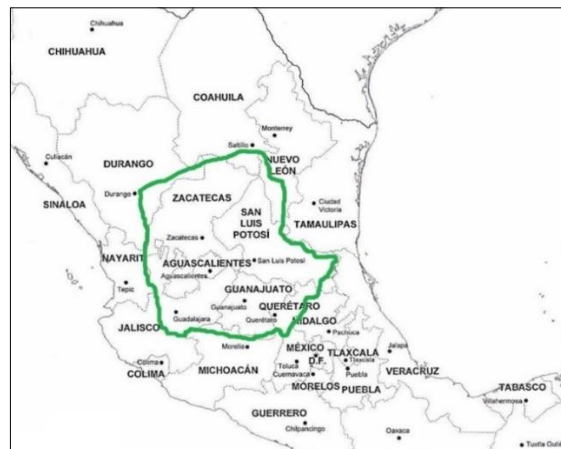 Chihuahua
CHIHUAHUA
COAHUILA
Monterrey
Saltillo
Culiacán
DURANGO
NUEVO
LEÓN
Durango
SINALOA
ZACATECAS
Ciudad
Victoria
SAN
LUIS
POTOSÍ
TAMAULIPAS
Zacatecas
NAYARIT
AGUASCALIENTES
San Luis Potosí
Aguascalientes
Tepic
GUANAJUATO
Guanajuato
QUERÉTARO
Guadalajara
Querétaro
HIDALGO
JALISCO
Pachuca
Morelia
MÉXICO
Jalapa
Colima
D.F.
TLAXCALA
Tlaxcala
COLIMA
MICHOACÁN
Toluca
Puebla
VERACRUZ
Cuernavaca
MORELOS
PUEBLA
TABASCO
Villahermosa
GUERRERO
Chilpancingo
Oaxaca
Tuxtla Gutié